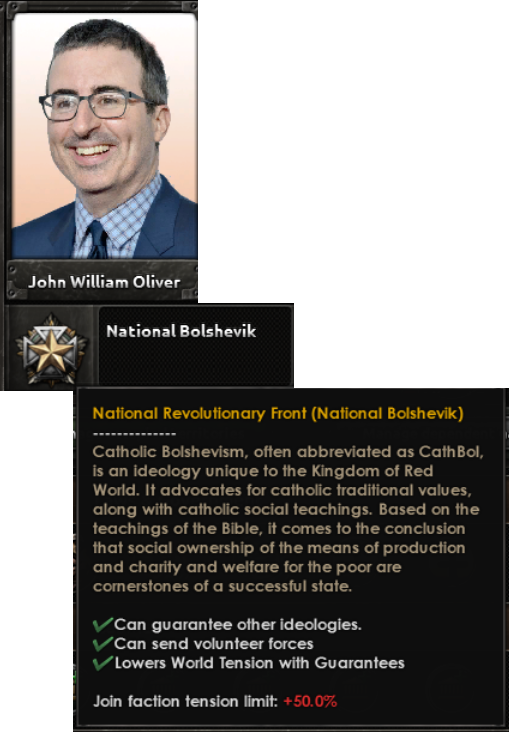 John William Oliver
National Bolshevik
National Revolutionary Front (National Bolshevik)
--------------
Catholic Bolshevism, often abbreviated as CathBol,
is an ideology unique to the Kingdom of Red
World. It advocates for catholic traditional values,
along with catholic social teachings. Based on the
teachings of the Bible, it comes to the conclusion
that social ownership of the means of production
and charity and welfare for the poor are
cornerstones of a successful state.
Can guarantee other ideologies.
Can send volunteer forces
Lowers World Tension with Guarantees
Join faction tension limit: +50.0%